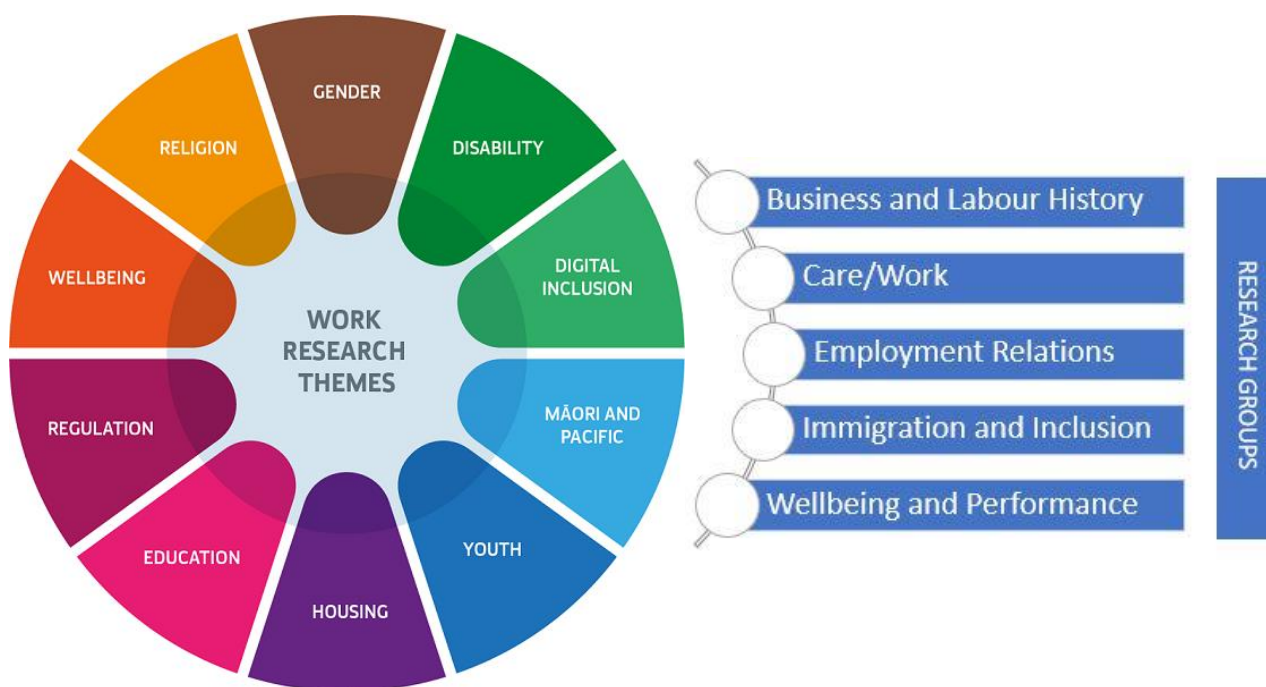 GENDER
DISABILITY
DIGITAL
INCLUSION
MĀORI AND
PACIFIC
YOUTH
HOUSING
EDUCATION
REGULATION
WELLBEING
RELIGION
WORK
RESEARCH
THEMES
Business and Labour History
Care/Work
Employment Relations
Immigration and Inclusion
Wellbeing and Performance
RESEARCH GROUPS